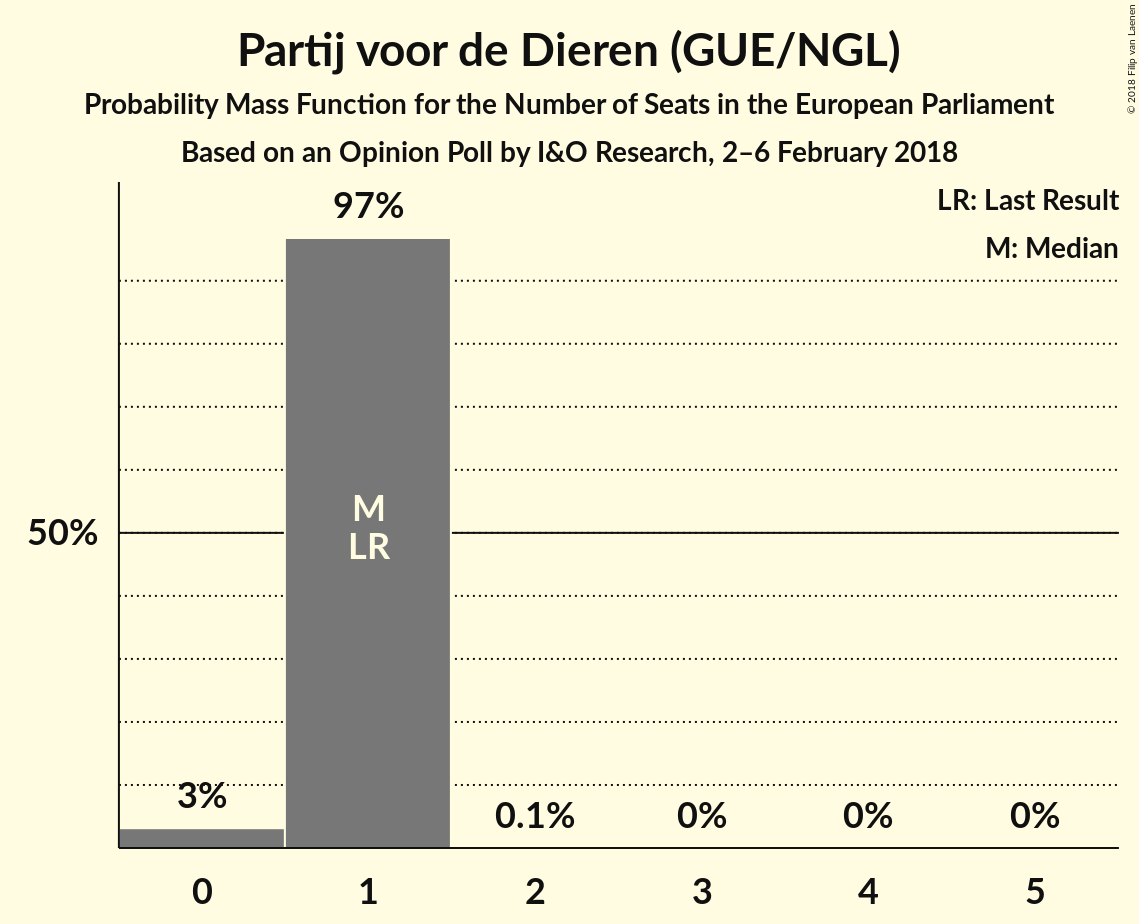 Partij voor de Dieren (GUE/NGL)
Probability Mass Function for the Number of Seats in the European Parliament
Based on an Opinion Poll by I&O Research, 2–6 February 2018
© 2018 Filip van Laenen
LR: Last Result
M: Median
97%
50%
M
LR
3%
0.1%
0%
0%
0%
0
1
2
3
4
5